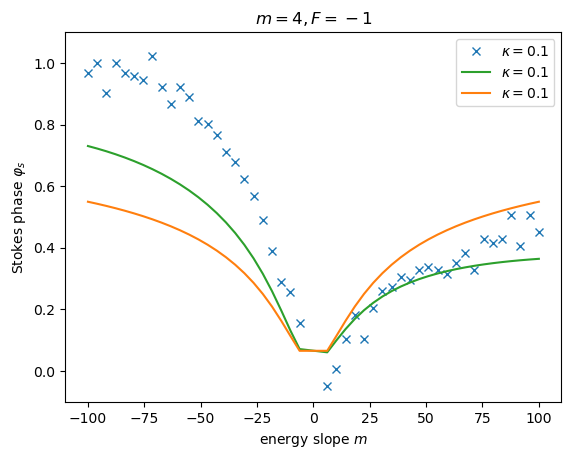 m = 4, F = −1
κ = 0.1
κ = 0.1
κ = 0.1
Stokes phase φs
1.0
0.8
0.6
0.4
0.2
0.0
−100 −75 −50 −25 0 25 50 75 100
energy slope m